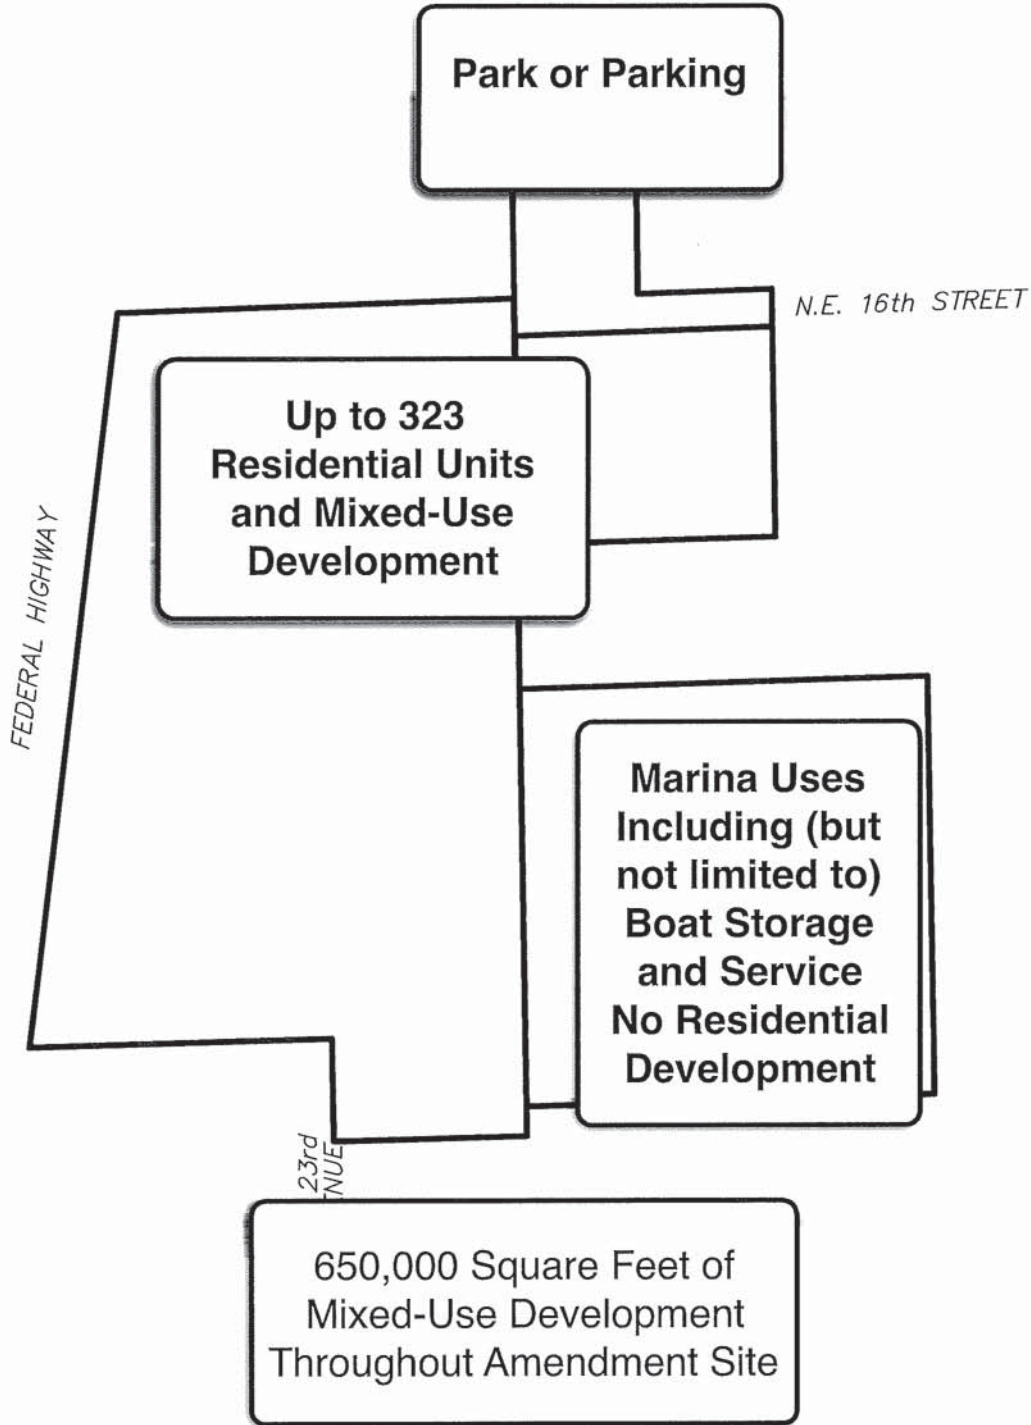 Park or Parking
N.E. 16th STREET
Up to 323
Residential Units
and Mixed-Use
Development
FEDERAL HIGHWAY
Marina Uses
Including (but
not limited to)
Boat Storage
and Service
No Residential
Development
23rd
650,000 Square Feet of
Mixed-Use Development
Throughout Amendment Site